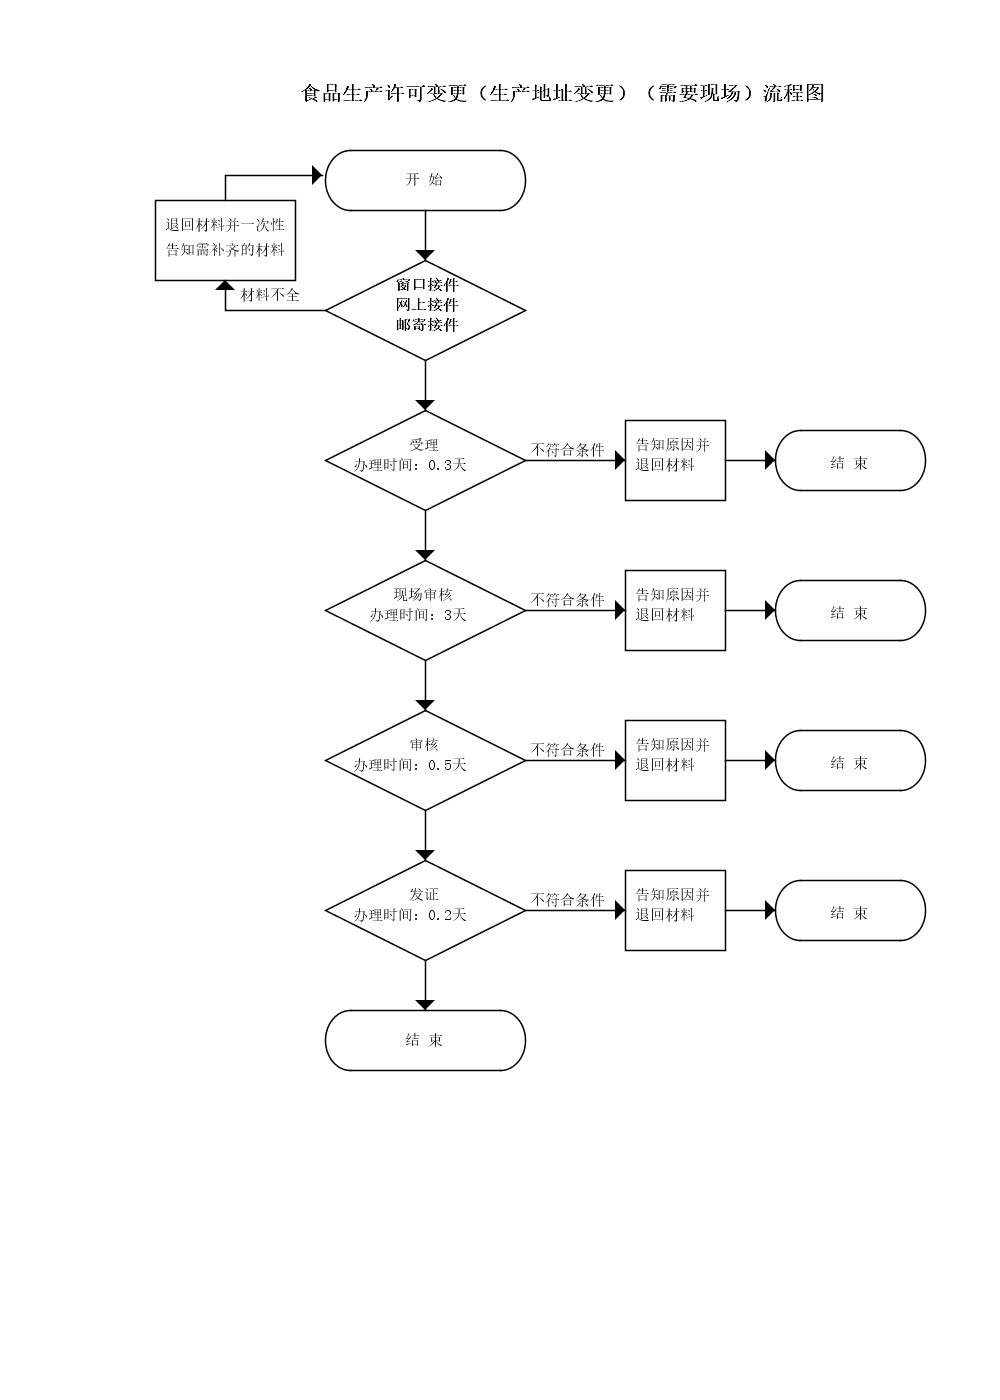 食品生产许可变更（生产地址变更）（需要现场）流程图
开 始
退回材料并一次性
告知需补齐的材料
材料不全
窗口接件
网上接件
邮寄接件
受理
办理时间：0.3天
不符合条件
告知原因并
退回材料
结 束
现场审核
办理时间：3天
不符合条件
告知原因并
退回材料
结 束
审核
办理时间：0.5天
不符合条件
告知原因并
退回材料
结 束
发证
办理时间：0.2天
不符合条件
告知原因并
退回材料
结 束
结 束